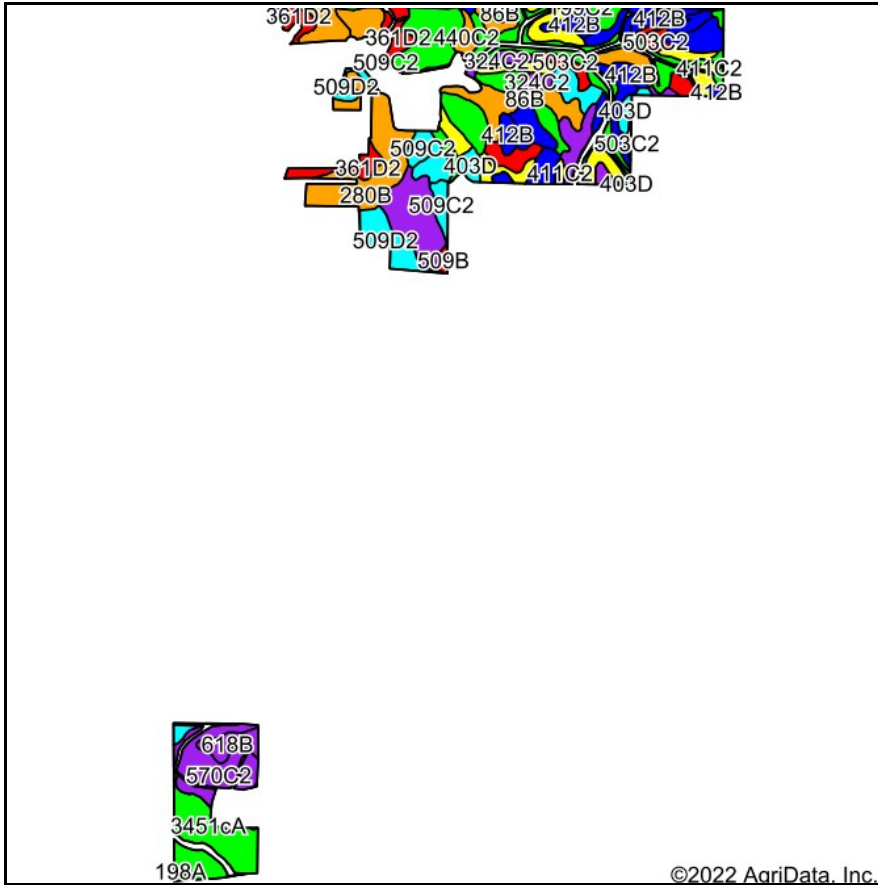 361D2
86B
412B
412B
361D2
440C2
503C2
509C2
324C2
503C2
411C2
509D2
324C2
412B
412B
86B
403D
412B
503C2
509C2
361D2
403D
411C2
403D
280B
509C2
509D2
509B
618B
570C2
3451cA
198A
©2022 AgriData, Inc.